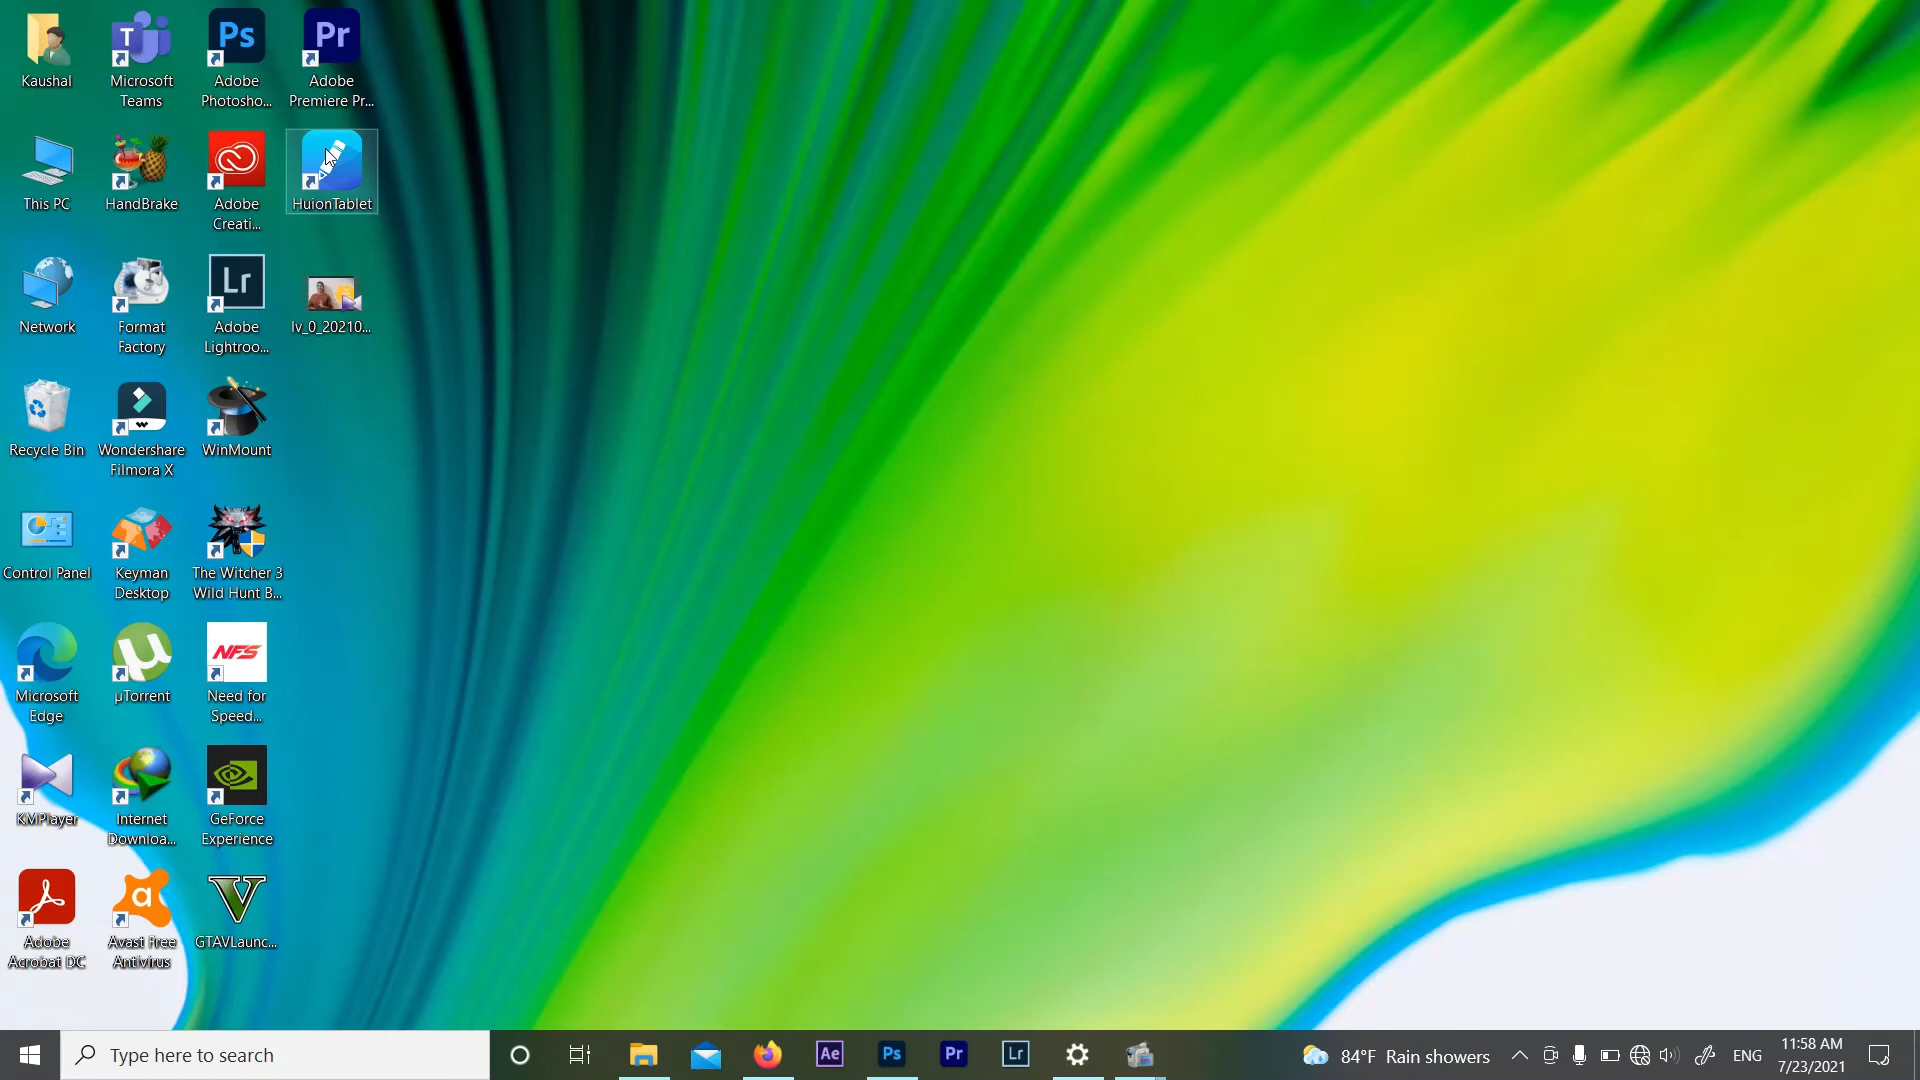 Kaushal
Microsoft
Teams
Ps
Adobe
Photosho...
Pr
Adobe
Premiere Pr...
This PC
HandBrake
Adobe
Creati...
HuionTablet
Network
Format
Factory
Lr
Adobe
Lightroo...
lv_0_20210...
Recycle Bin
Wondershare
Filmora X
WinMount
Control Panel
Keyman
Desktop
The Witcher 3
Wild Hunt B...
Microsoft
Edge
µTorrent
NFS
Need for
Speed...
KMPlayer
Internet
Downloa...
GeForce
Experience
Adobe
Acrobat DC
Avast Free
Antivirus
GTAVLaunc...
Type here to search
Ae
Ps
Pr
Lr
84°F Rain showers
ENG
11:58 AM
7/23/2021